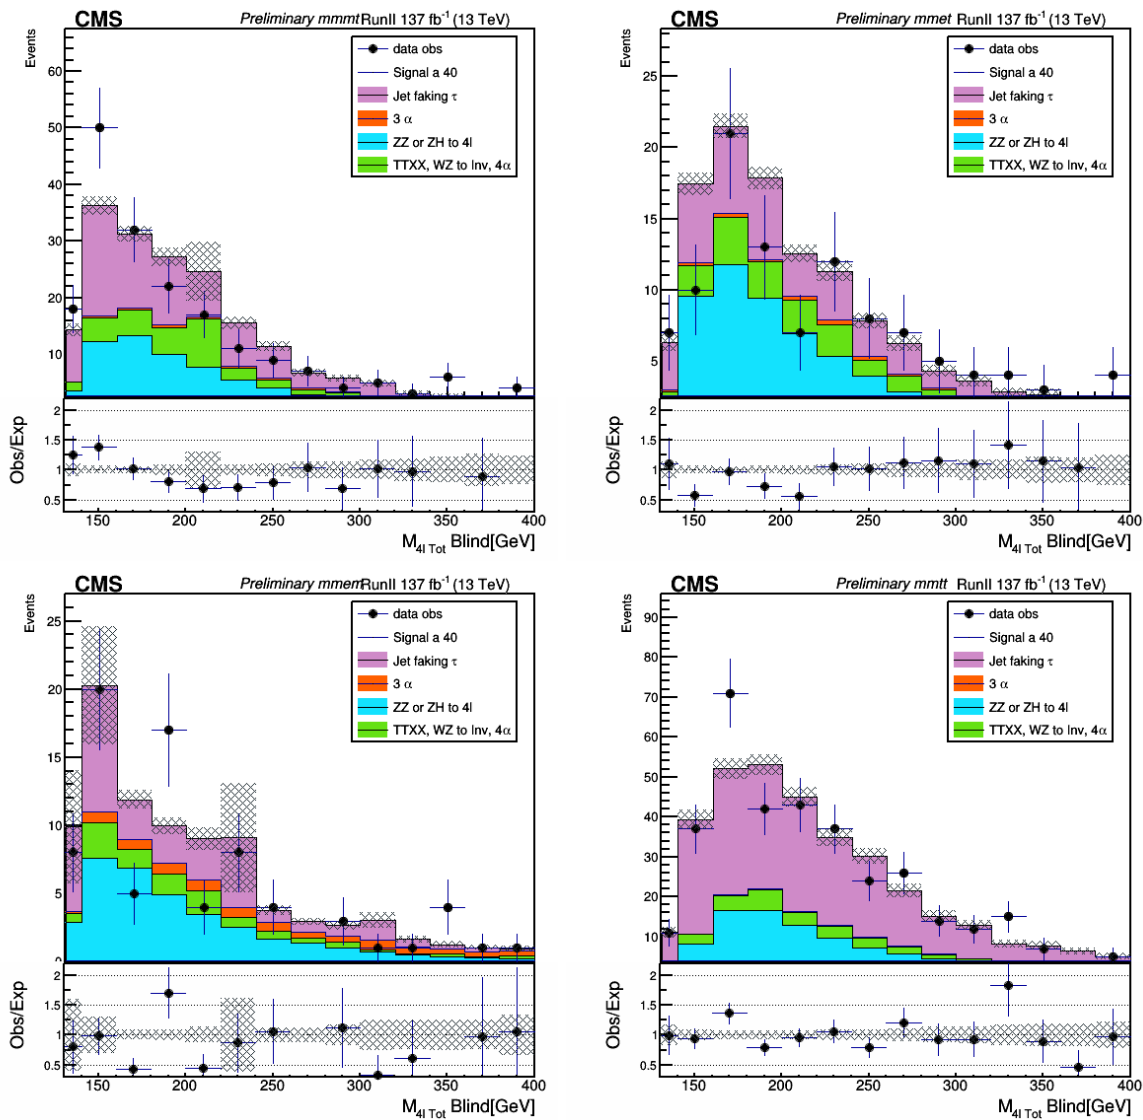 CMS Preliminary mmmt RunII 137 fb⁻¹ (13 TeV)
Events
data obs
Signal a 40
Jet faking τ
3 α
ZZ or ZH to 4l
TTXX, WZ to Inv, 4α
60
50
40
30
20
10
Obs/Exp
2
1.5
1
0.5
150 200 250 300 350 400
M4l Tot Blind[GeV]
CMS Preliminary mmet RunII 137 fb⁻¹ (13 TeV)
Events
data obs
Signal a 40
Jet faking τ
3 α
ZZ or ZH to 4l
TTXX, WZ to Inv, 4α
25
20
15
10
5
Obs/Exp
2
1.5
1
0.5
150 200 250 300 350 400
M4l Tot Blind[GeV]
CMS Preliminary mmem RunII 137 fb⁻¹ (13 TeV)
Events
data obs
Signal a 40
Jet faking τ
3 α
ZZ or ZH to 4l
TTXX, WZ to Inv, 4α
25
20
15
10
5
0
Obs/Exp
2
1.5
1
0.5
150 200 250 300 350 400
M4l Tot Blind[GeV]
CMS Preliminary mmtt RunII 137 fb⁻¹ (13 TeV)
Events
data obs
Signal a 40
Jet faking τ
3 α
ZZ or ZH to 4l
TTXX, WZ to Inv, 4α
90
80
70
60
50
40
30
20
10
Obs/Exp
2
1.5
1
0.5
150 200 250 300 350 400
M4l Tot Blind[GeV]